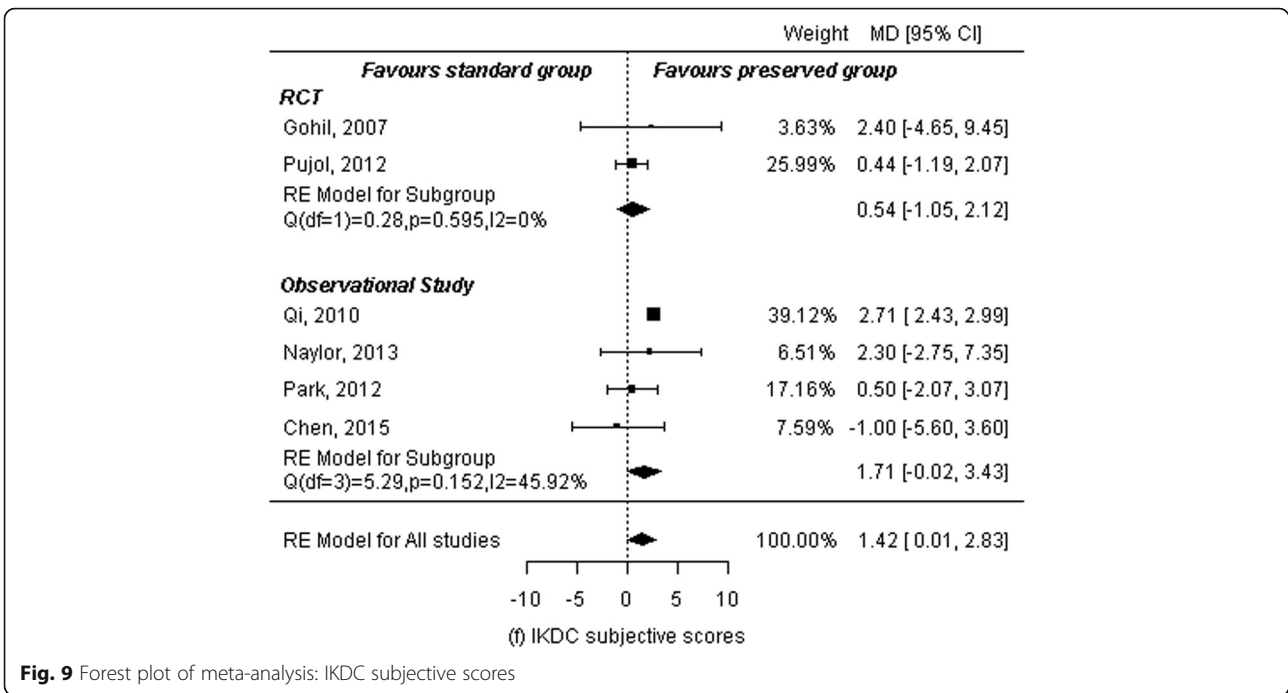 Weight MD [95% CI]
Favours standard group Favours preserved group
RCT
Gohil, 2007 3.63% 2.40 [-4.65, 9.45]
Pujol, 2012 25.99% 0.44 [-1.19, 2.07]
RE Model for Subgroup
Q(df=1)=0.28,p=0.595,I2=0% 0.54 [-1.05, 2.12]
Observational Study
Qi, 2010 39.12% 2.71 [ 2.43, 2.99]
Naylor, 2013 6.51% 2.30 [-2.75, 7.35]
Park, 2012 17.16% 0.50 [-2.07, 3.07]
Chen, 2015 7.59% -1.00 [-5.60, 3.60]
RE Model for Subgroup
Q(df=3)=5.29,p=0.152,I2=45.92% 1.71 [-0.02, 3.43]
RE Model for All studies 100.00% 1.42 [ 0.01, 2.83]
-10 -5 0 5 10
(f) IKDC subjective scores
Fig. 9 Forest plot of meta-analysis: IKDC subjective scores